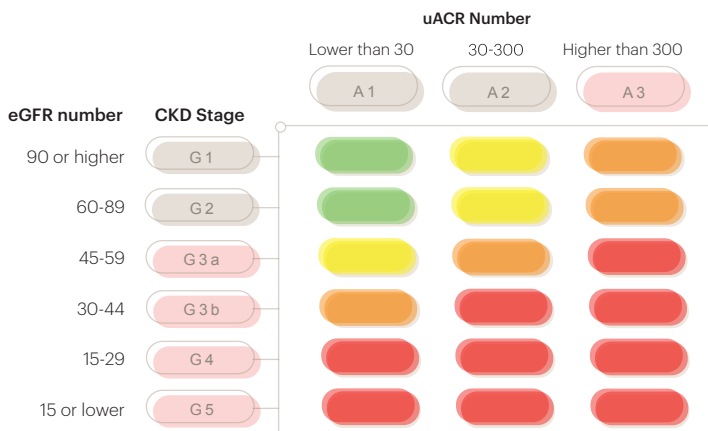 uACR Number
Lower than 30 30-300 Higher than 300
A 1 A 2 A 3
eGFR number CKD Stage
90 or higher G 1
60-89 G 2
45-59 G 3 a
30-44 G 3 b
15-29 G 4
15 or lower G 5